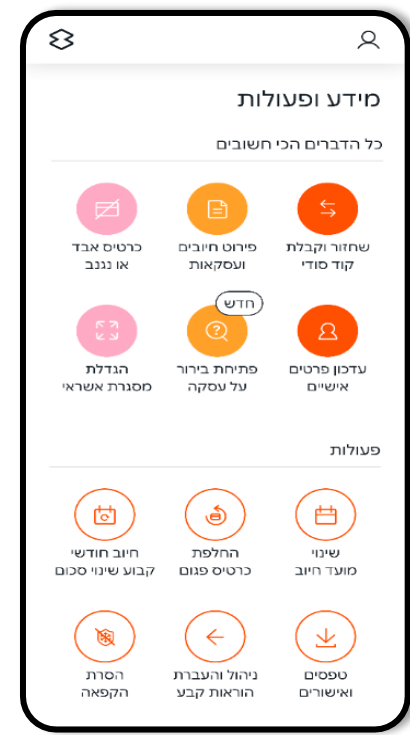 מידע ופעולות
כל הדברים הכי חשובים
שחזור וקבלת
קוד סודי
פירוט חיובים
ועסקאות
כרטיס אבד
או נגנב
חדש
עדכון פרטים
אישיים
פתיחת בירור
על עסקה
הגדלת
מסגרת אשראי
פעולות
שינוי
מועד חיוב
החלפת
כרטיס פגום
חיוב חודשי
קבוע שינוי סכום
טפסים
ואישורים
ניהול והעברת
הוראות קבע
הסרת
הקפאה